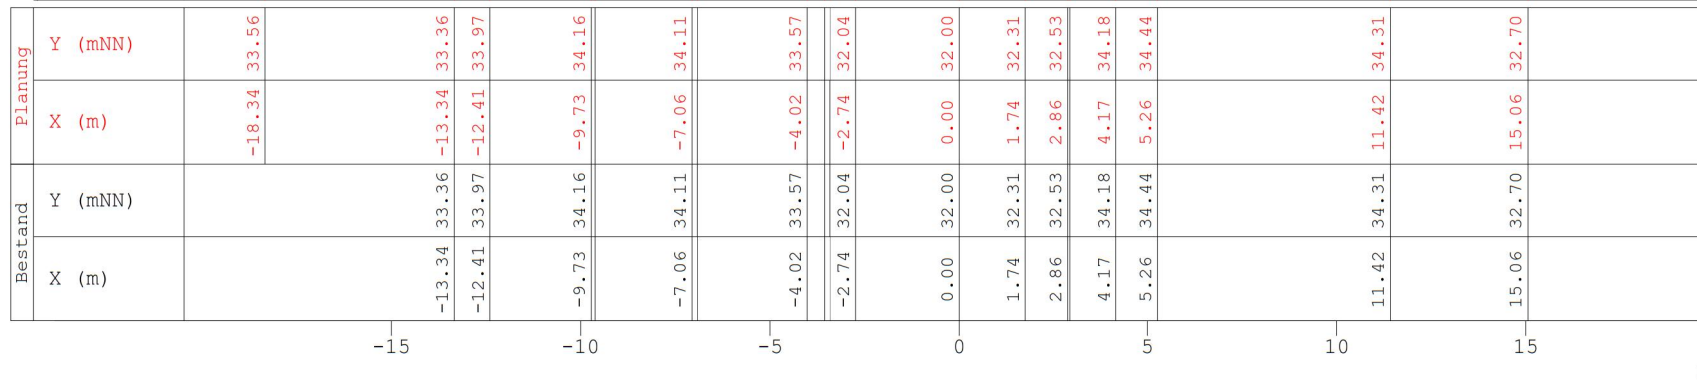 Planung
Y (mNN) 33.56 33.36 33.97 34.16 34.11 33.57 32.04 32.00 32.31 32.53 34.18 34.44 34.31 32.70
X (m) -18.34 -13.34 -12.41 -9.73 -7.06 -4.02 -2.74 0.00 1.74 2.86 4.17 5.26 11.42 15.06
Bestand
Y (mNN) 33.36 33.97 34.16 34.11 33.57 32.04 32.00 32.31 32.53 34.18 34.44 34.31 32.70
X (m) -13.34 -12.41 -9.73 -7.06 -4.02 -2.74 0.00 1.74 2.86 4.17 5.26 11.42 15.06
-15 -10 -5 0 5 10 15